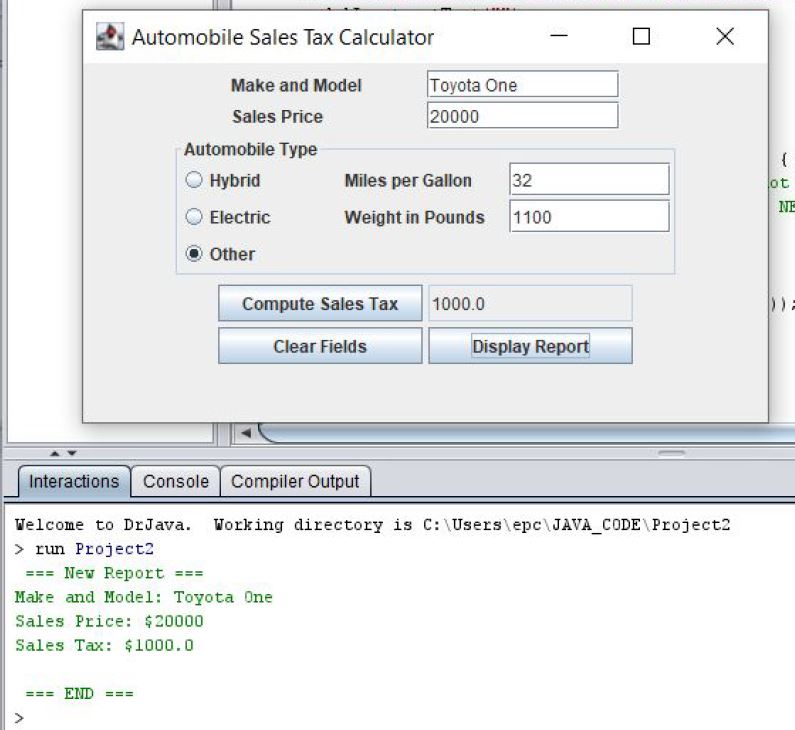 Automobile Sales Tax Calculator
Make and Model Toyota One
Sales Price 20000
Automobile Type
Hybrid Miles per Gallon 32
{
ot
Electric Weight in Pounds 1100
NE
Other
Compute Sales Tax 1000.0
));
Clear Fields Display Report
Interactions Console Compiler Output
Welcome to DrJava. Working directory is C:\Users\epc\JAVA_CODE\Project2
> run Project2
=== New Report ===
Make and Model: Toyota One
Sales Price: $20000
Sales Tax: $1000.0
=== END ===
>